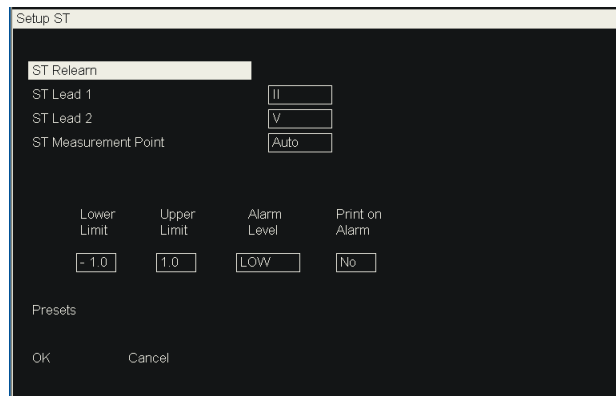 Setup ST
ST Relearn
ST Lead 1 II
ST Lead 2 V
ST Measurement Point Auto
Lower Limit Upper Limit Alarm Level Print on Alarm
- 1.0 1.0 LOW No
Presets
OK Cancel